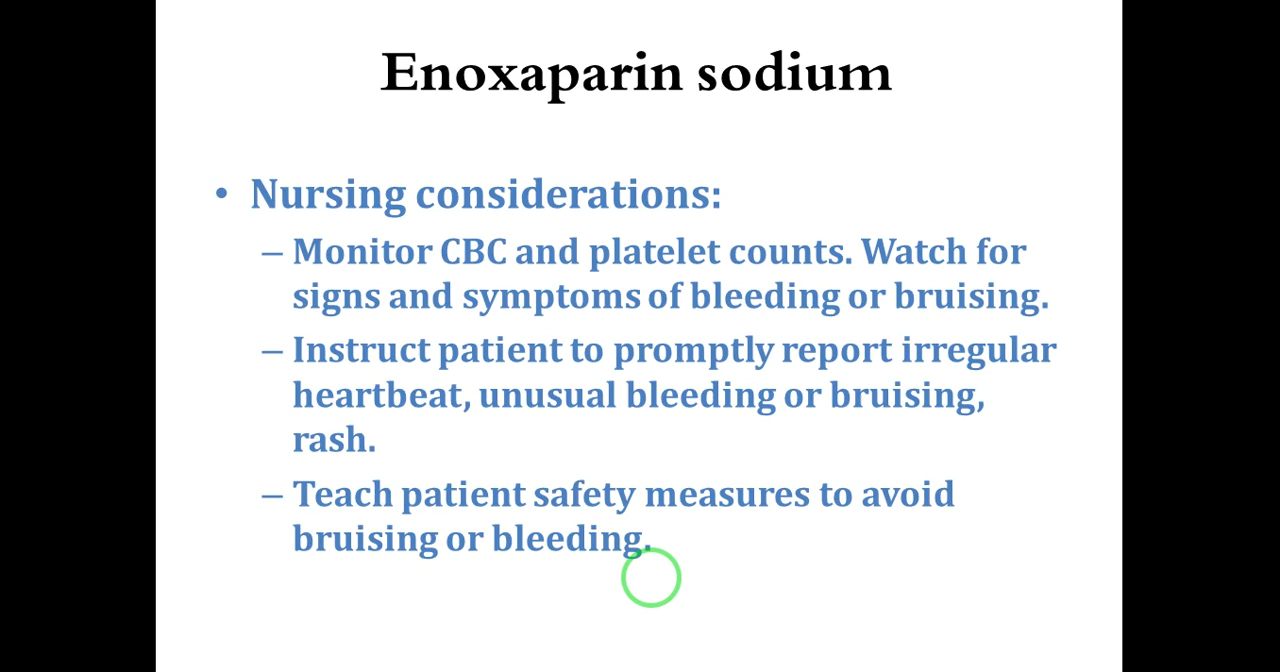 Enoxaparin sodium
• Nursing considerations:
– Monitor CBC and platelet counts. Watch for
signs and symptoms of bleeding or bruising.
– Instruct patient to promptly report irregular
heartbeat, unusual bleeding or bruising,
rash.
– Teach patient safety measures to avoid
bruising or bleeding.